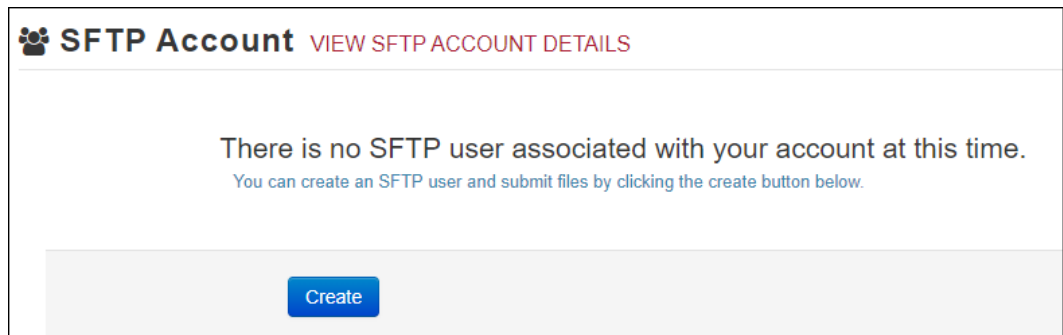 SFTP Account VIEW SFTP ACCOUNT DETAILS
There is no SFTP user associated with your account at this time.
You can create an SFTP user and submit files by clicking the create button below.
Create